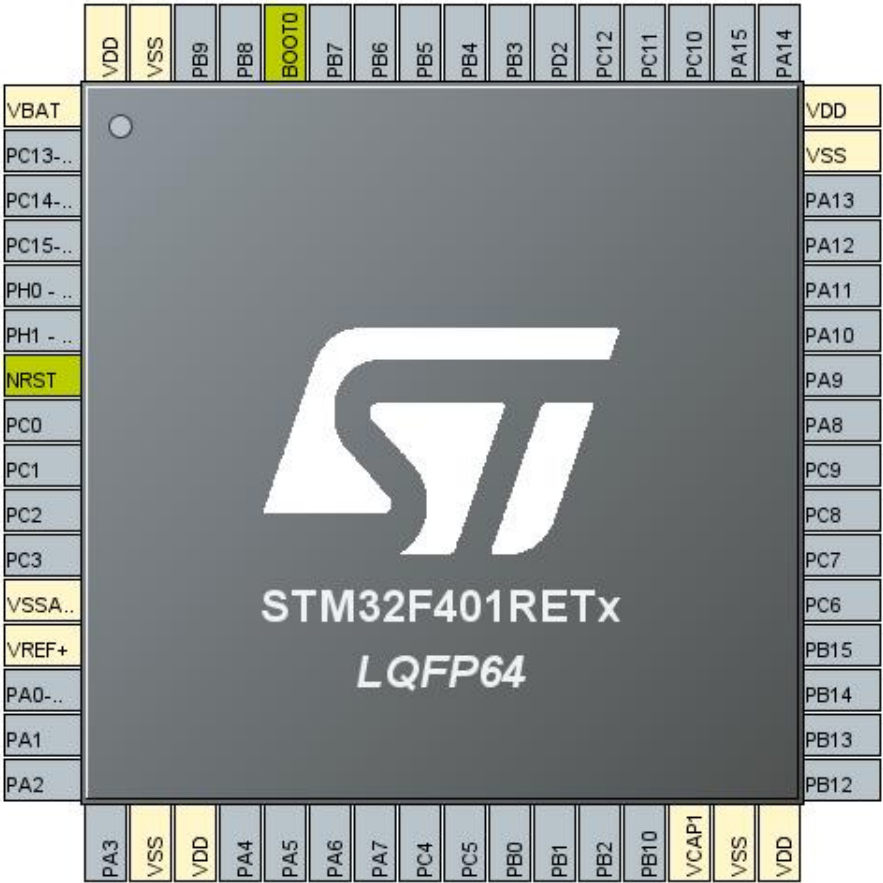 VDD
VSS
PB9
PB8
BOOT0
PB7
PB6
PB5
PB4
PB3
PD2
PC12
PC11
PC10
PA15
PA14
VBAT
PC13-..
PC14-..
PC15-..
PH0 - ..
PH1 - ..
NRST
PC0
PC1
PC2
PC3
VSSA..
VREF+
PA0-..
PA1
PA2
VDD
VSS
PA13
PA12
PA11
PA10
PA9
PA8
PC9
PC8
PC7
PC6
PB15
PB14
PB13
PB12
STM32F401RETx
LQFP64
PA3
VSS
VDD
PA4
PA5
PA6
PA7
PC4
PC5
PB0
PB1
PB2
PB10
VCAP1
VSS
VDD